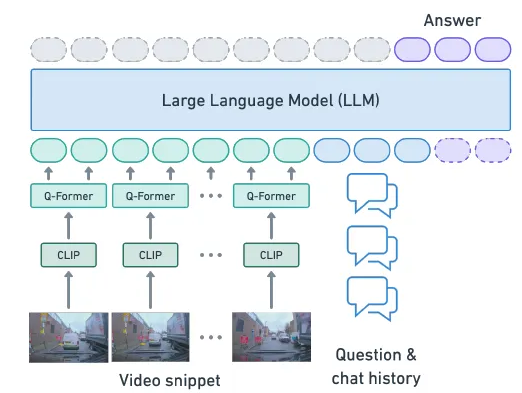 Answer
Large Language Model (LLM)
Q-Former
Q-Former
Q-Former
CLIP
CLIP
CLIP
Video snippet
Question &
chat history